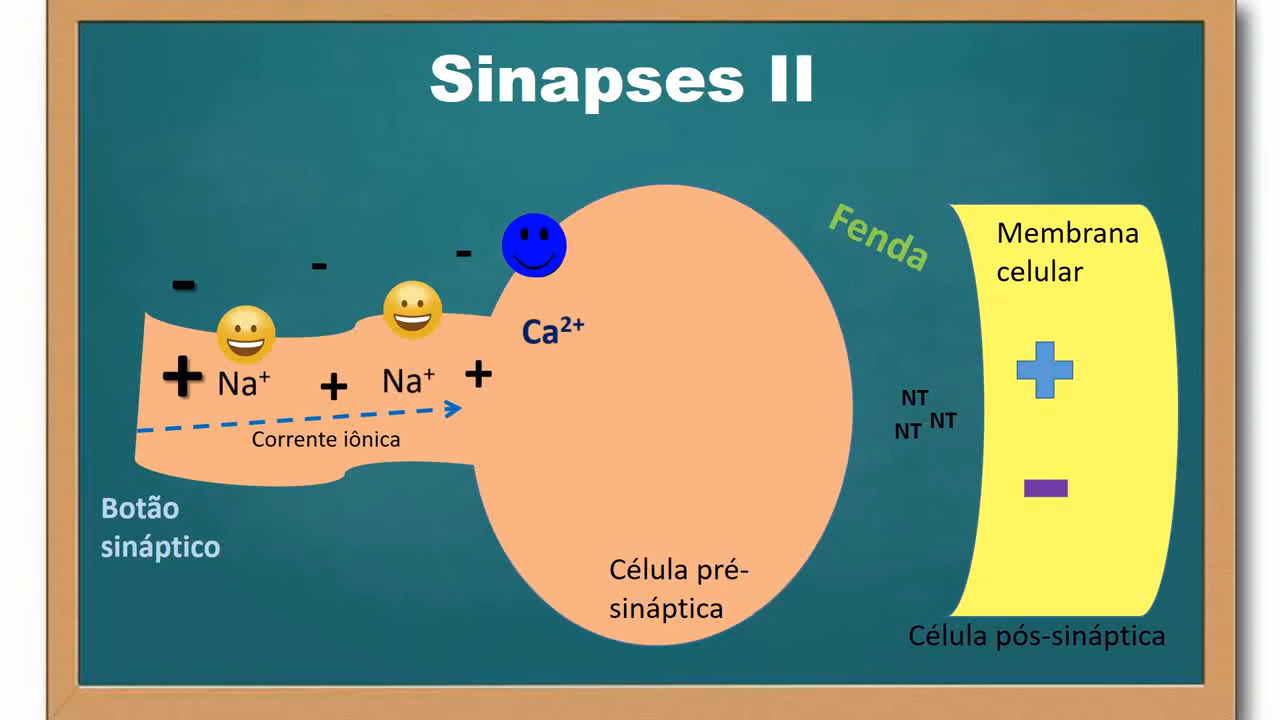 Sinapses II
Fenda
Membrana
celular
Ca²⁺
- - -
+ Na⁺ + Na⁺ +
Corrente iônica
NT
NT NT
Botão
sináptico
Célula pré-
sináptica
Célula pós-sináptica